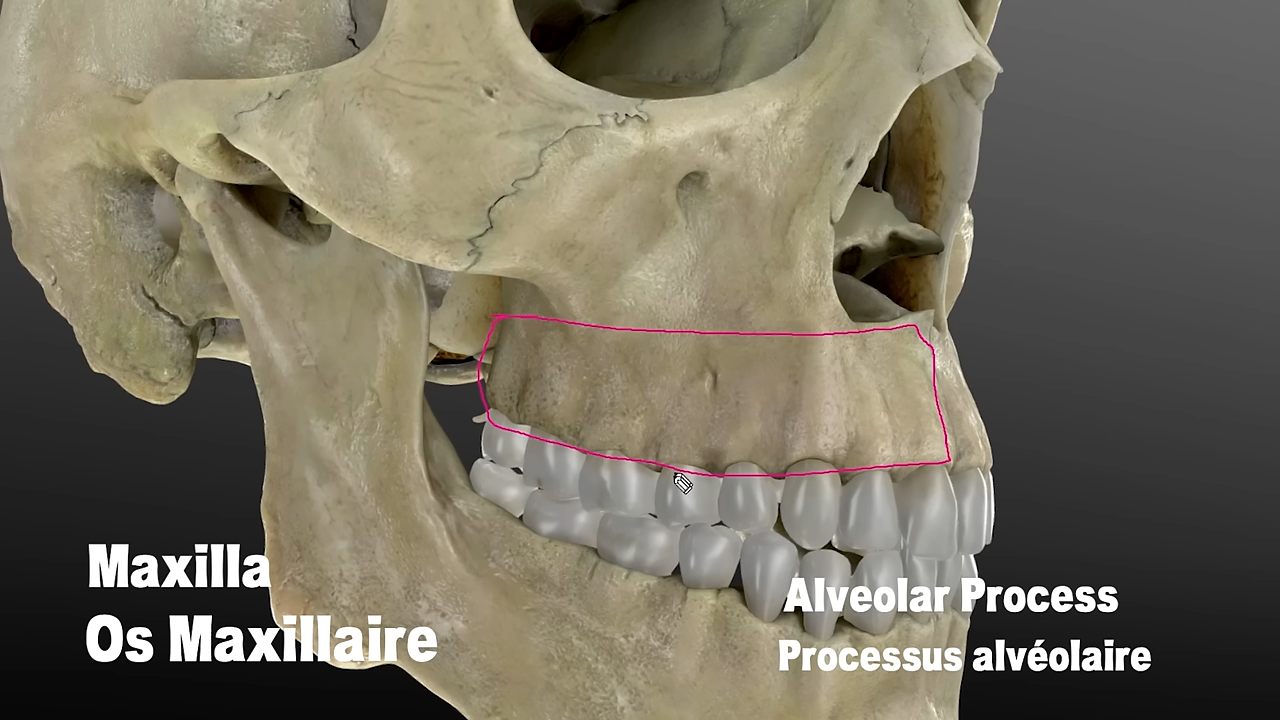 Maxilla
Os Maxillaire
Alveolar Process
Processus alvéolaire